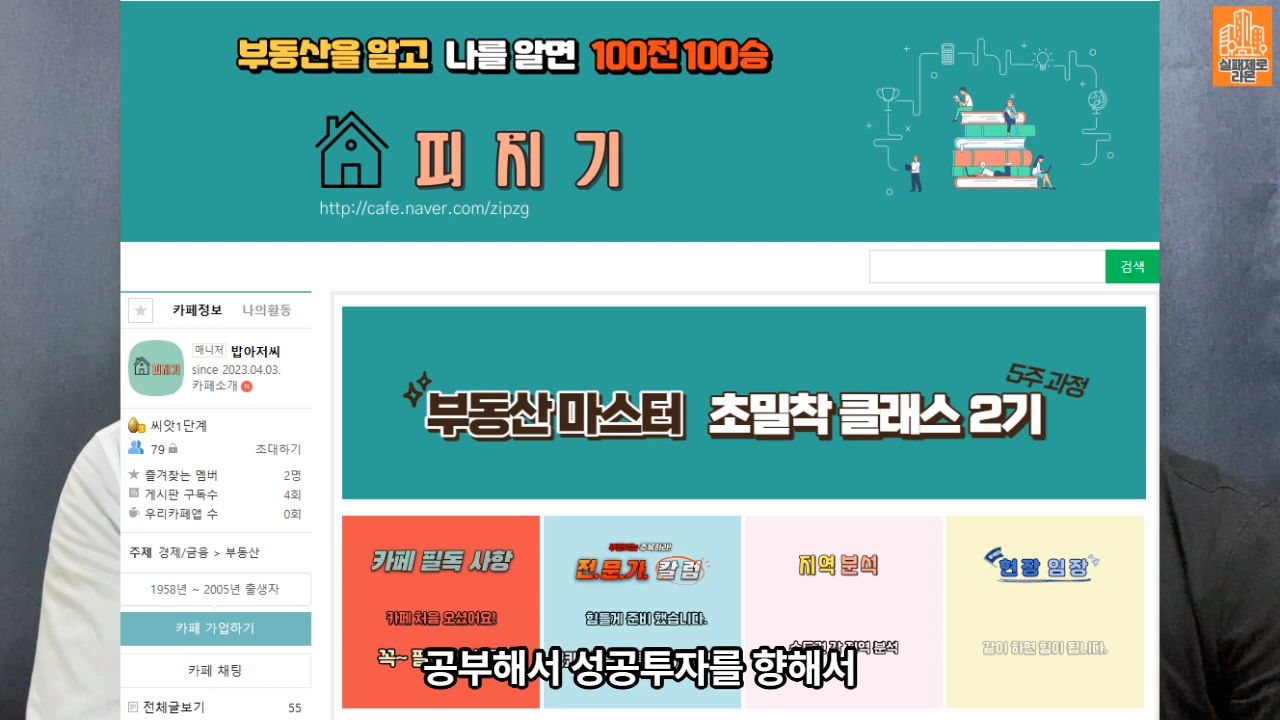 부동산을 알고 나를 알면 100전 100승
실패제로
라온
피 지 기
http://cafe.naver.com/zipzg
검색
카페정보 나의활동
피지기
매니저 밥아저씨
since 2023.04.03.
카페소개 N
씨앗1단계
79 초대하기
즐겨찾는 멤버 2명
게시판 구독수 4회
우리카페앱 수 0회
주제 경제/금융 > 부동산
1958년 ~ 2005년 출생자
카페 가입하기
카페 채팅
전체글보기 55
5주 과정
부동산 마스터 초밀착 클래스 2기
카페 필독 사항
카페 처음 오셨어요!
꼭~
전.문.가. 칼럼
힘들게 준비 했습니다.
지역 분석
지역 분석
현장 임장
같이 하면 힘이 됩니다.
공부해서 성공투자를 향해서